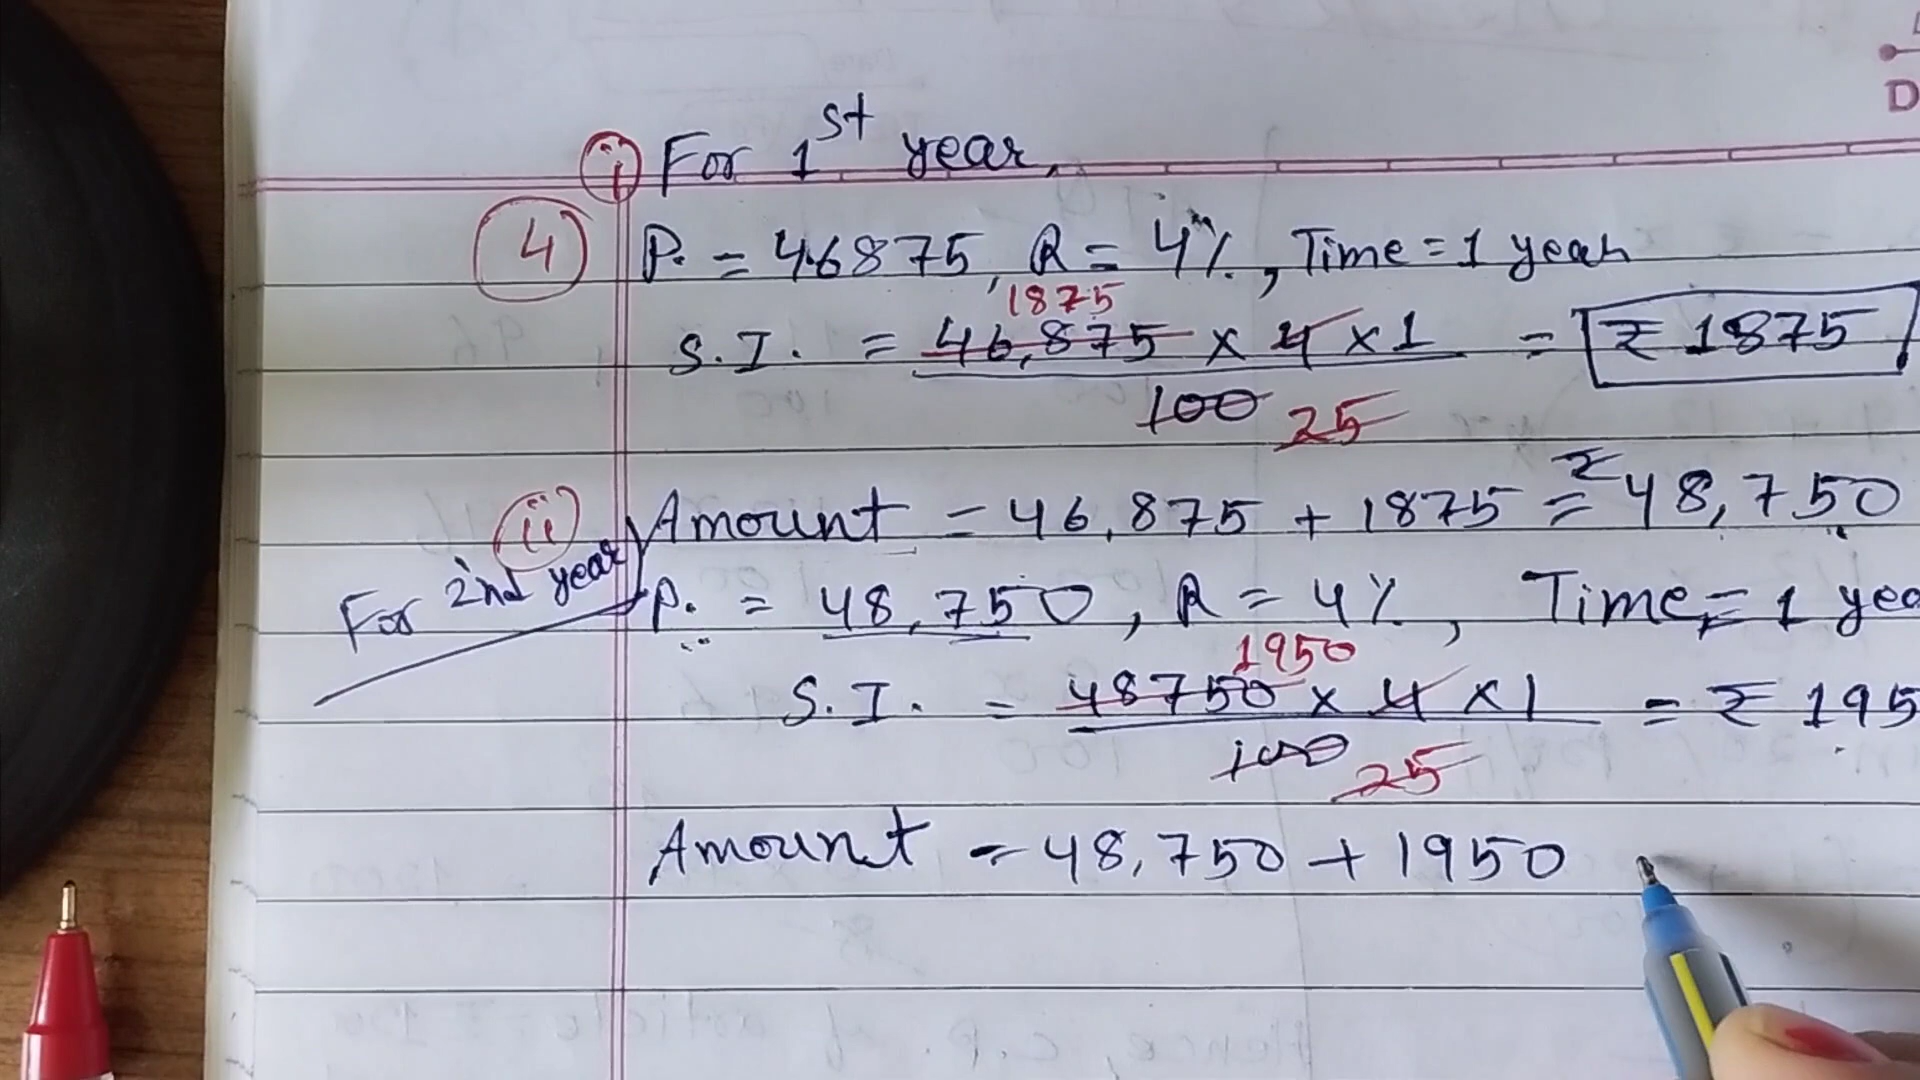 (i) For 1st year,
(4) P. = 46875, R = 4%, Time = 1 year
1875
S.I. = 46,875 x 4 x 1 = ₹ 1875
100 25
(ii) Amount = 46,875 + 1875 = ₹ 48,750
For 2nd year P. = 48,750, R = 4%, Time = 1 yea
1950
S.I. = 48750 x 4 x 1 = ₹ 195
100 25
Amount = 48,750 + 1950
D